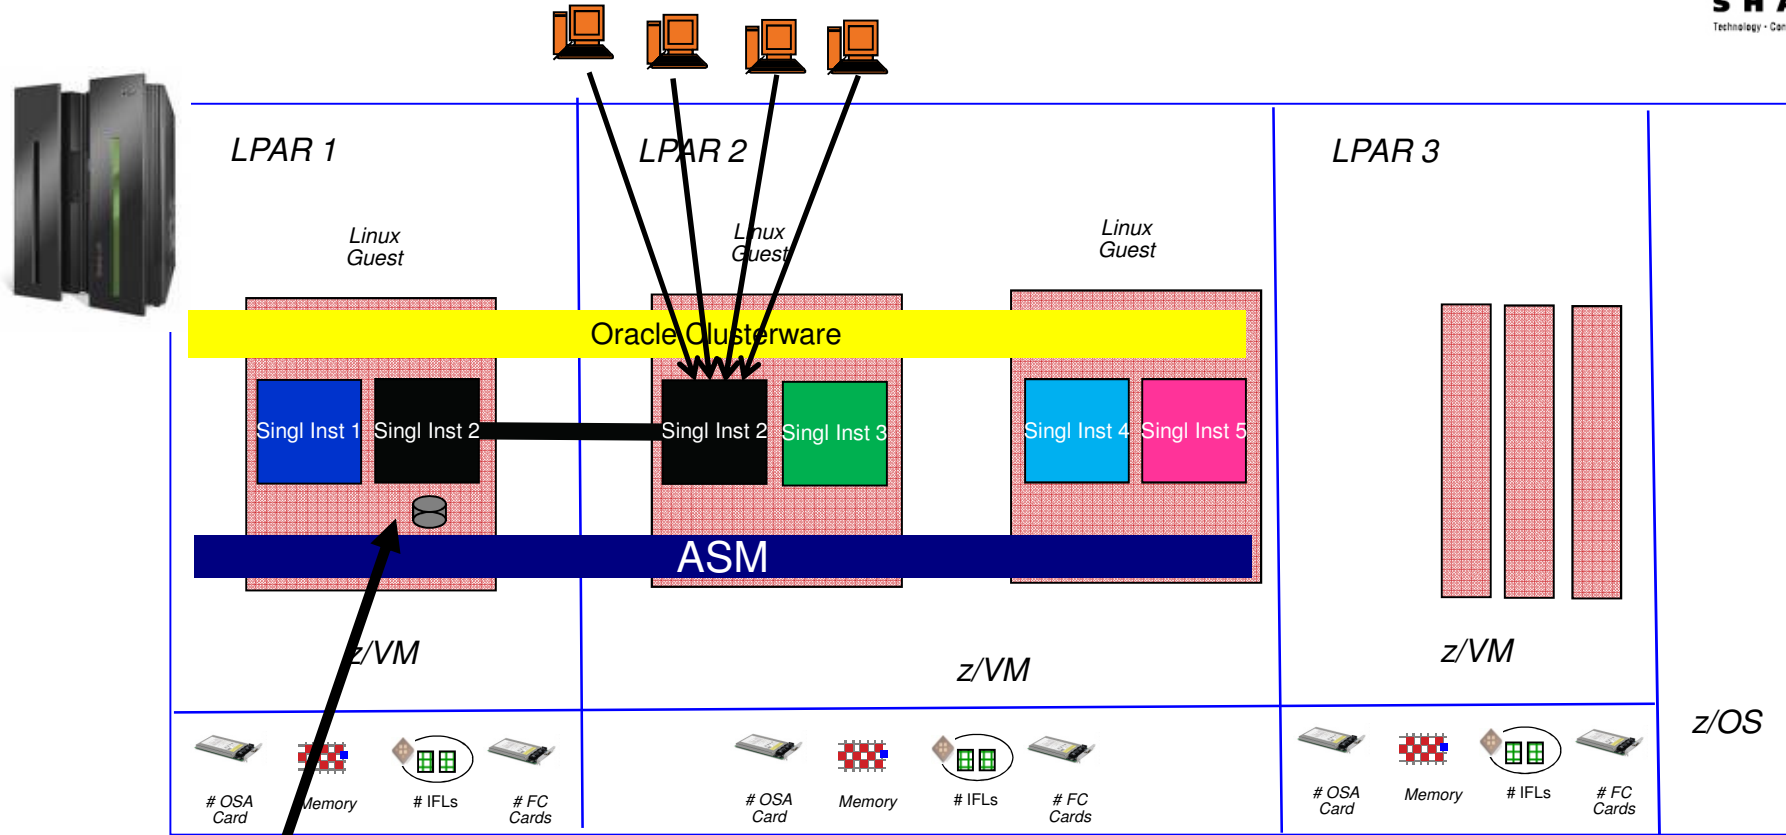 S H A
Technology - Con
LPAR 1
LPAR 2
LPAR 3
Linux
Guest
Linux
Guest
Linux
Guest
Oracle Clusterware
Singl Inst 1
Singl Inst 2
Singl Inst 2
Singl Inst 3
Singl Inst 4
Singl Inst 5
ASM
z/VM
z/VM
z/VM
z/OS
# OSA
Card
Memory
# IFLs
# FC
Cards
# OSA
Card
Memory
# IFLs
# FC
Cards
# OSA
Card
Memory
# IFLs
# FC
Cards